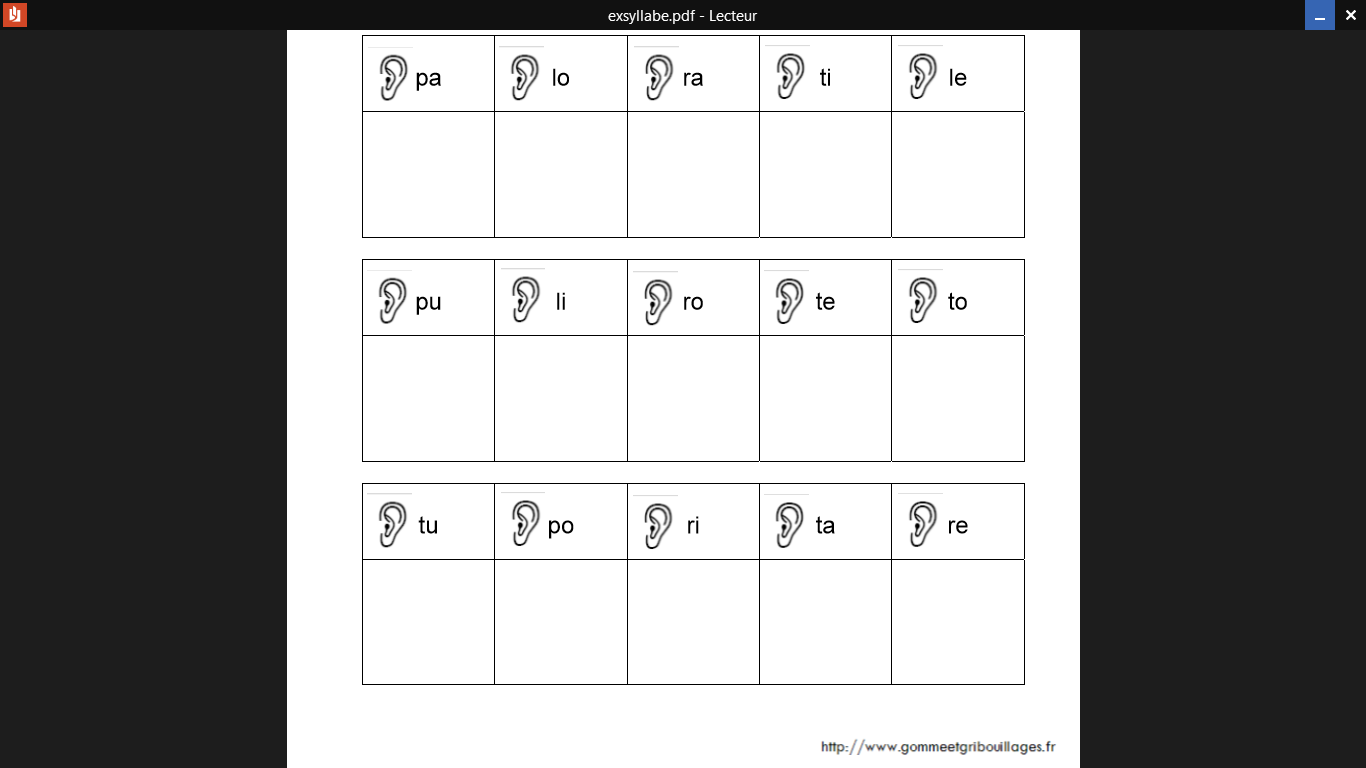 exsyllabe.pdf - Lecteur
pa lo ra ti le
pu li ro te to
tu po ri ta re
http://www.gommeetgribouillages.fr